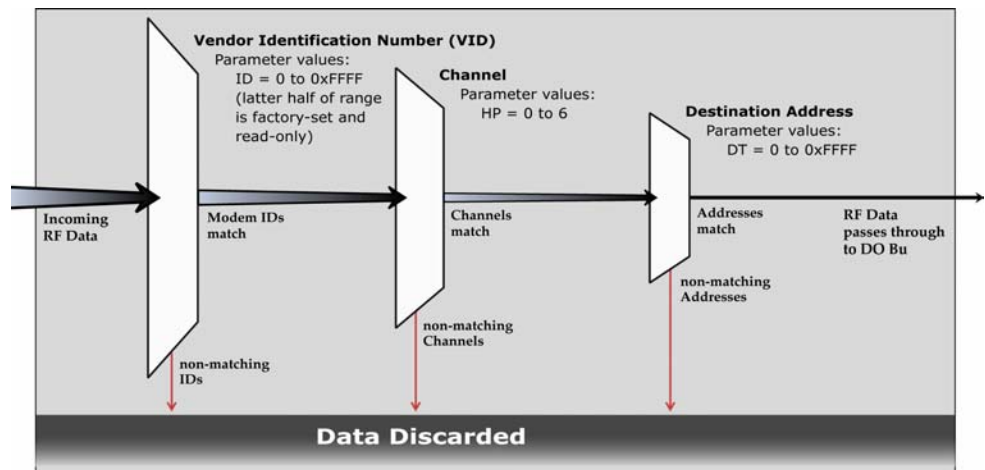 Vendor Identification Number (VID)
Parameter values:
ID = 0 to 0xFFFF
(latter half of range
is factory-set and
read-only)
Channel
Parameter values:
HP = 0 to 6
Destination Address
Parameter values:
DT = 0 to 0xFFFF
Incoming
RF Data
Modem IDs
match
Channels
match
Addresses
match
RF Data
passes through
to DO Bu
non-matching
IDs
non-matching
Channels
non-matching
Addresses
Data Discarded